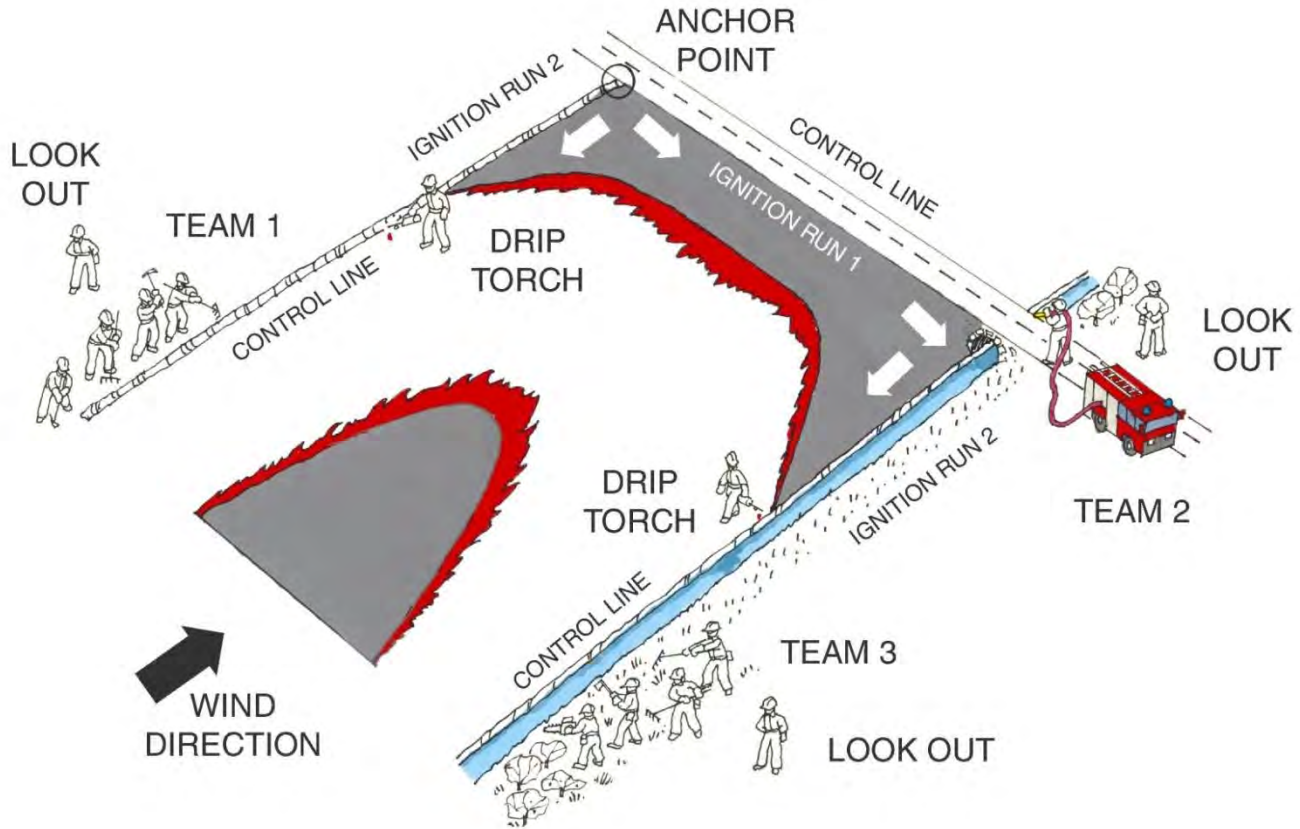 ANCHOR
POINT
IGNITION RUN 2
CONTROL LINE
LOOK
OUT
TEAM 1
IGNITION RUN 1
DRIP
TORCH
CONTROL LINE
LOOK
OUT
DRIP
TORCH
IGNITION RUN 2
TEAM 2
CONTROL LINE
TEAM 3
WIND
DIRECTION
LOOK OUT